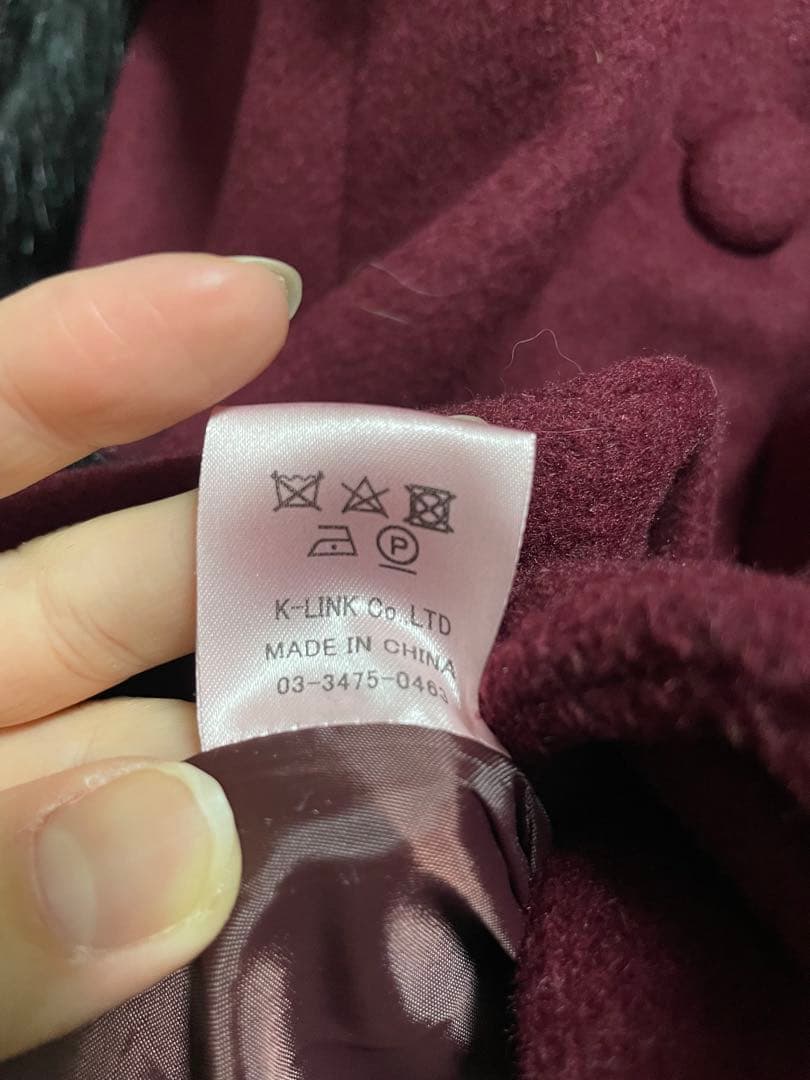 P
K-LINK Co.,LTD
MADE IN CHINA
03-3475-0463